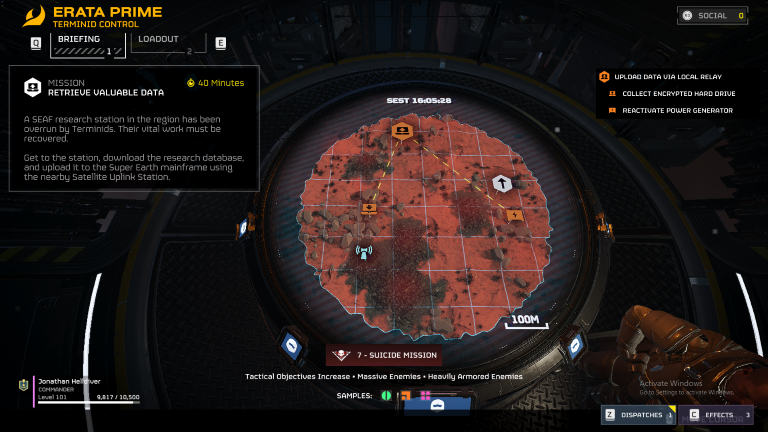 ERATA PRIME
TERMINID CONTROL
SOCIAL 0
Q
BRIEFING
1
LOADOUT
2
E
MISSION
RETRIEVE VALUABLE DATA
40 Minutes
A SEAF research station in the region has been
overrun by Terminids. Their vital work must be
recovered.
Get to the station, download the research database,
and upload it to the Super Earth mainframe using
the nearby Satellite Uplink Station.
UPLOAD DATA VIA LOCAL RELAY
COLLECT ENCRYPTED HARD DRIVE
REACTIVATE POWER GENERATOR
SEST 16:05:28
100M
7 - SUICIDE MISSION
Tactical Objectives Increase • Massive Enemies • Heavily Armored Enemies
SAMPLES:
Jonathan Helldiver
COMMANDER
Level 101
9,817 / 10,500
Activate Windows
Go to Settings to activate Windows.
Z DISPATCHES 1
C EFFECTS 3
MOVE CURSOR